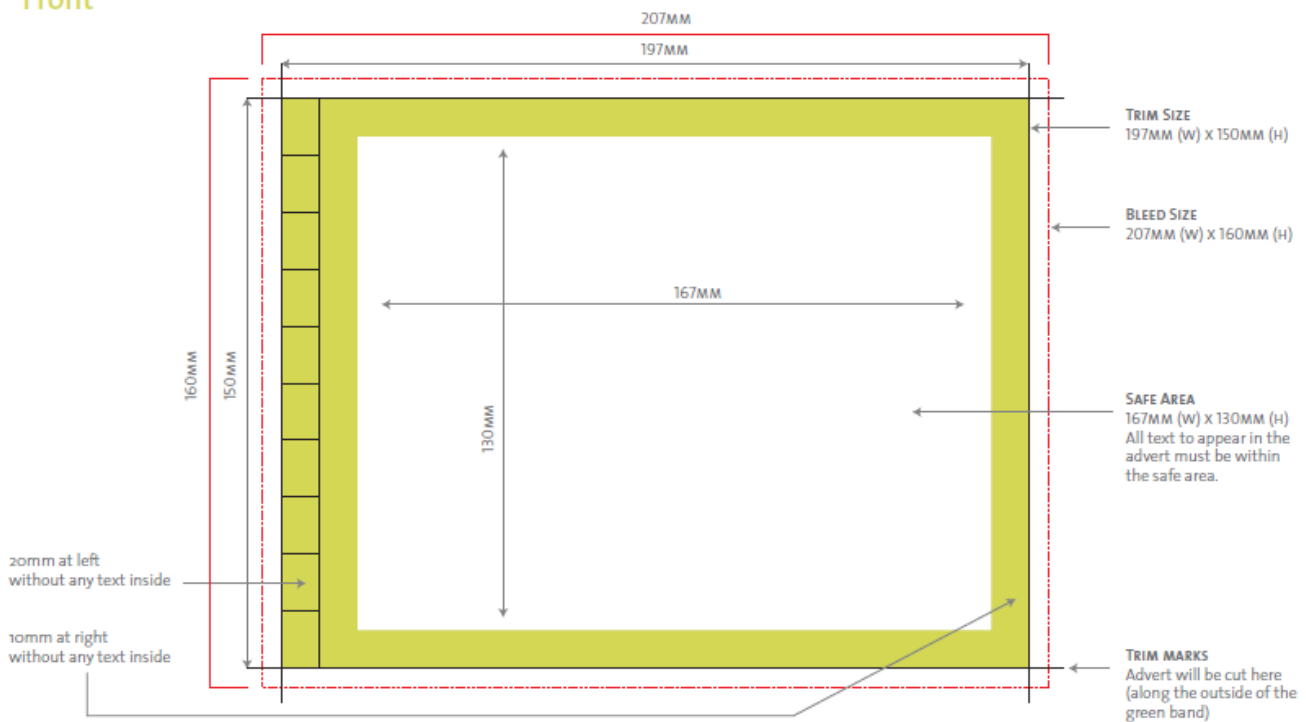 Front
207MM
197MM
TRIM SIZE
197MM (W) X 150MM (H)
BLEED SIZE
207MM (W) X 160MM (H)
167MM
160MM
150MM
130MM
SAFE AREA
167MM (W) X 130MM (H)
All text to appear in the
advert must be within
the safe area.
20mm at left
without any text inside
10mm at right
without any text inside
TRIM MARKS
Advert will be cut here
(along the outside of the
green band)